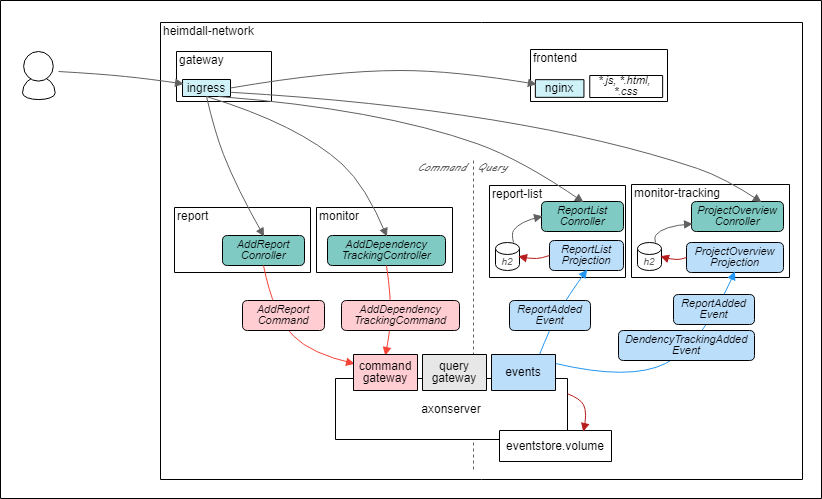 heimdall-network
gateway
ingress
frontend
nginx
*.js, *.html,
*.css
Command
Query
report
AddReport
Conroller
monitor
AddDependency
TrackingController
report-list
ReportList
Conroller
h2
ReportList
Projection
monitor-tracking
ProjectOverview
Conroller
h2
ProjectOverview
Projection
AddReport
Command
AddDependency
TrackingCommand
ReportAdded
Event
ReportAdded
Event
DendencyTrackingAdded
Event
command
gateway
query
gateway
events
axonserver
eventstore.volume